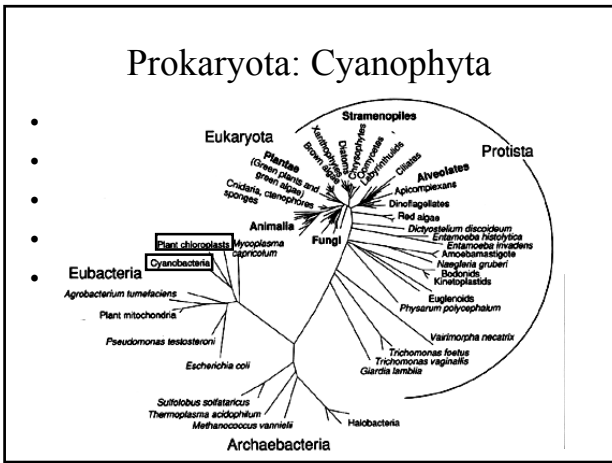 Prokaryota: Cyanophyta
Stramenopiles
Eukaryota
Xanthophytes
Brown algae
Diatoms
Chrysophytes
Oomycetes
Labyrinthulids
Ciliates
Protista
Plantae
(Green plants and
green algae)
Alveolates
Apicomplexans
Cnidaria, ctenophores
sponges
Dinoflagellates
Red algae
Animalia
Fungi
Dictyostelium discoideum
Entamoeba histolytica
Entamoeba invadens
Amoebamastigote
Naegleria gruberi
Bodonids
Kinetoplastids
Plant chloroplasts
Mycoplasma
capricolum
Cyanobacteria
Eubacteria
Euglenoids
Physarum polycephalum
Agrobacterium tumefaciens
Plant mitochondria
Pseudomonas testosteroni
Vairimorpha necatrix
Escherichia coli
Trichomonas foetus
Trichomonas vaginalis
Giardia lamblia
Sulfolobus solfataricus
Thermoplasma acidophilum
Methanococcus vannielii
Halobacteria
Archaebacteria